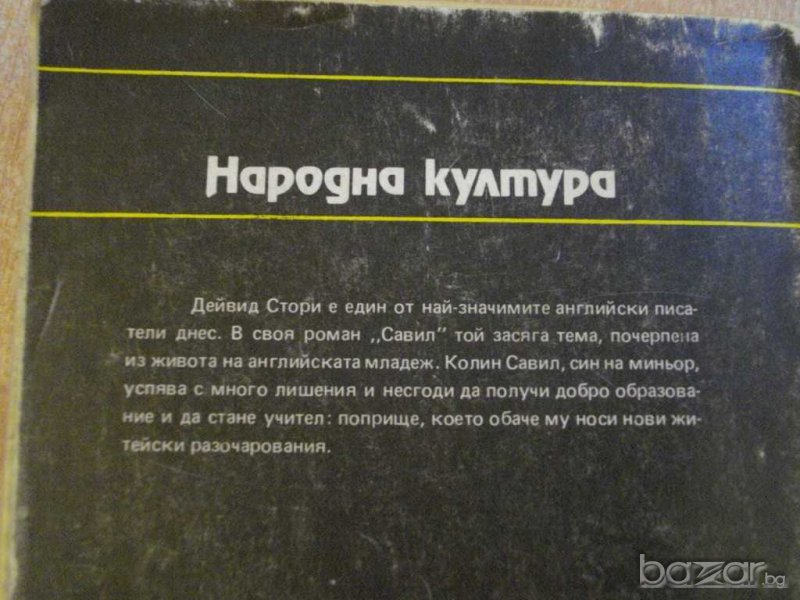 Народна култура
Дейвид Стори е един от най-значимите английски писа-
тели днес. В своя роман „Савил" той засяга тема, почерпена
из живота на английската младеж. Колин Савил, син на миньор,
успява с много лишения и несгоди да получи добро образова-
ние и да стане учител: поприще, което обаче му носи нови жи-
тейски разочарования.
bazar.bg